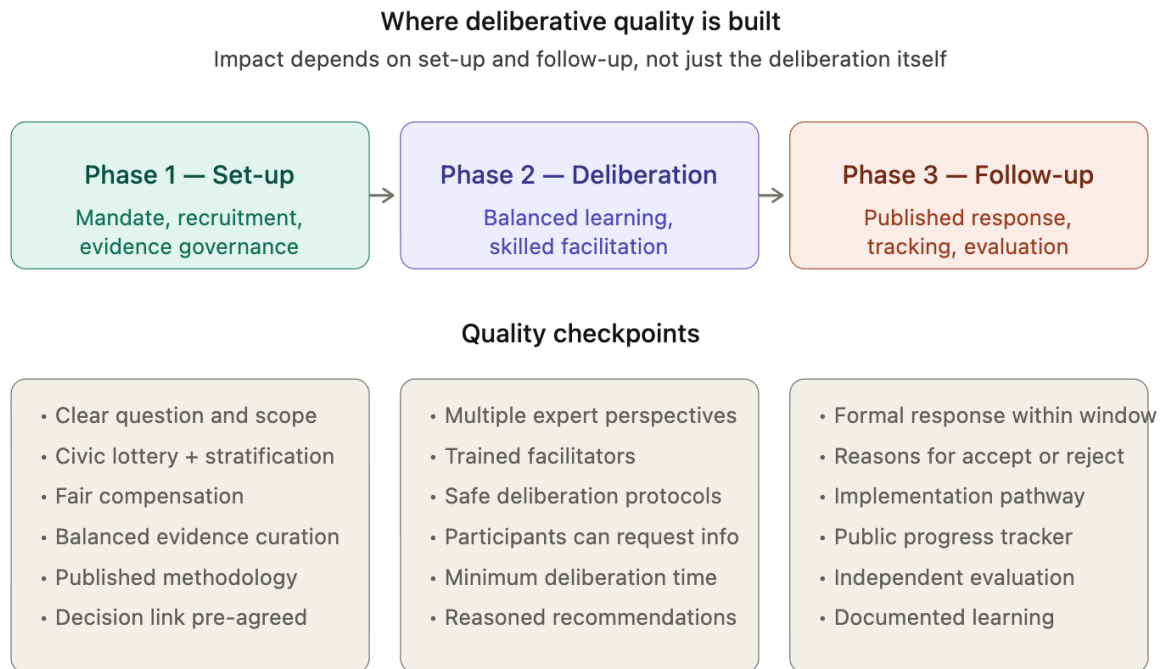 Where deliberative quality is built
Impact depends on set-up and follow-up, not just the deliberation itself
Phase 1 — Set-up
Mandate, recruitment,
evidence governance
Phase 2 — Deliberation
Balanced learning,
skilled facilitation
Phase 3 — Follow-up
Published response,
tracking, evaluation
Quality checkpoints
• Clear question and scope
• Civic lottery + stratification
• Fair compensation
• Balanced evidence curation
• Published methodology
• Decision link pre-agreed
• Multiple expert perspectives
• Trained facilitators
• Safe deliberation protocols
• Participants can request info
• Minimum deliberation time
• Reasoned recommendations
• Formal response within window
• Reasons for accept or reject
• Implementation pathway
• Public progress tracker
• Independent evaluation
• Documented learning